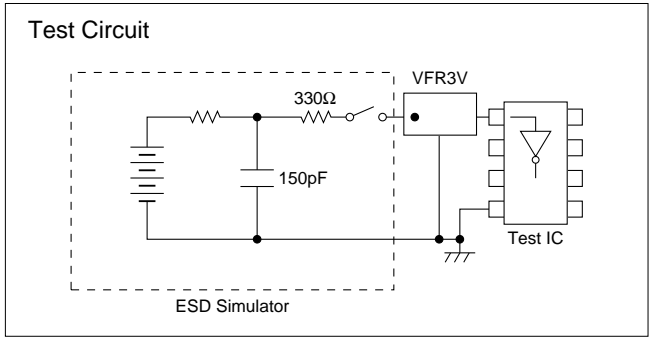 Test Circuit
VFR3V
330Ω
150pF
Test IC
ESD Simulator